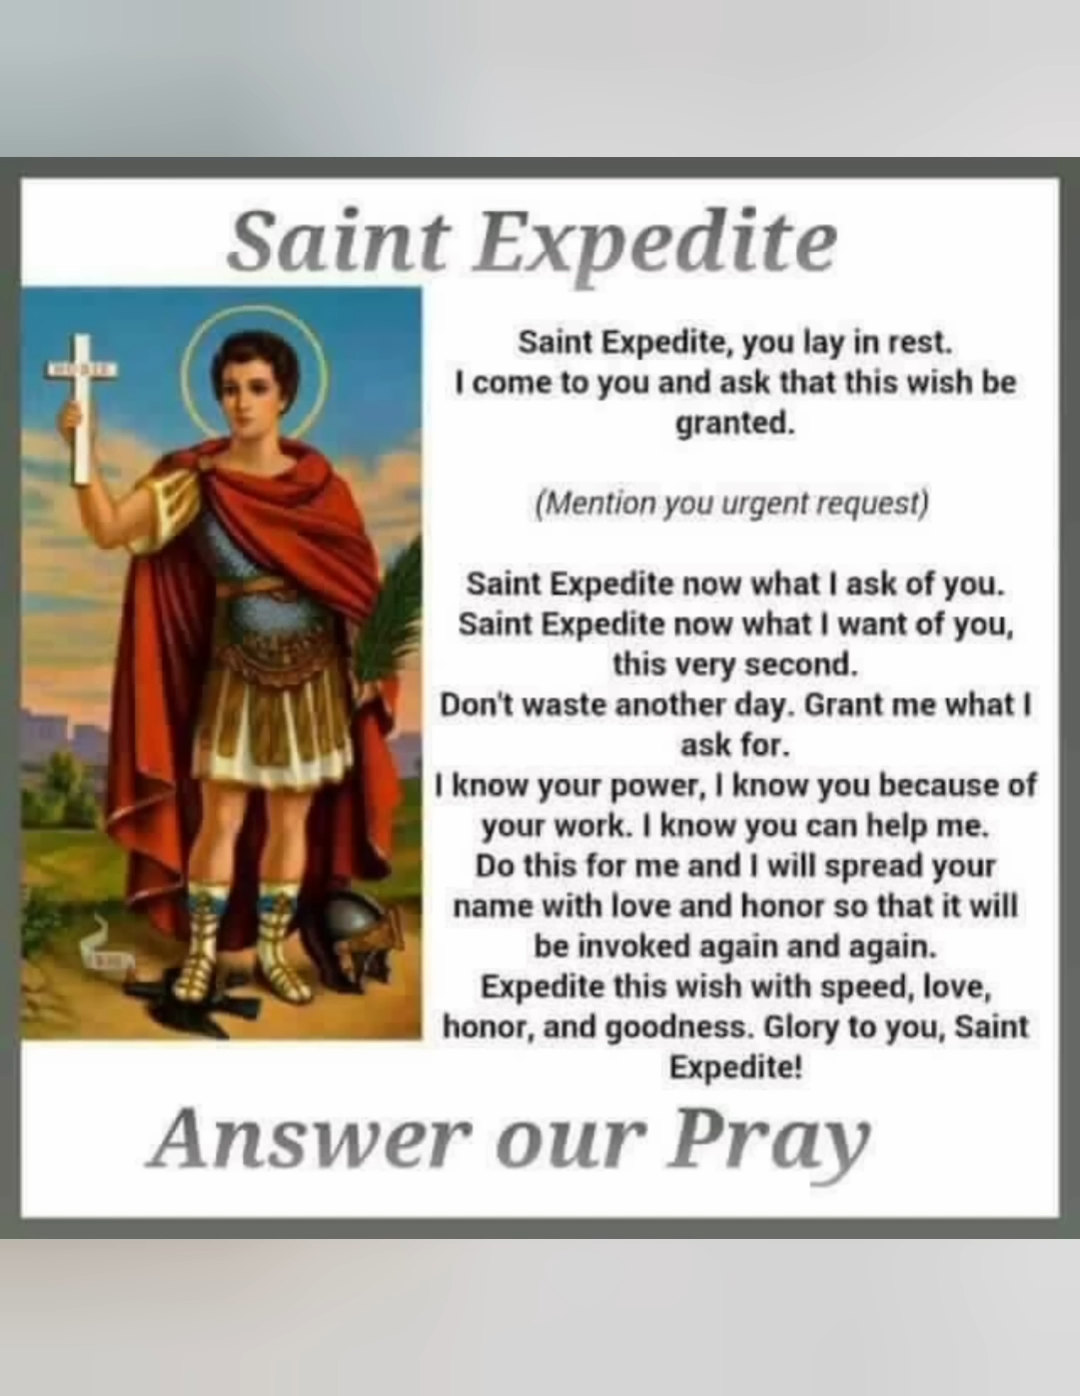 Saint Expedite
Saint Expedite, you lay in rest.
I come to you and ask that this wish be
granted.
(Mention you urgent request)
Saint Expedite now what I ask of you.
Saint Expedite now what I want of you,
this very second.
Don't waste another day. Grant me what I
ask for.
I know your power, I know you because of
your work. I know you can help me.
Do this for me and I will spread your
name with love and honor so that it will
be invoked again and again.
Expedite this wish with speed, love,
honor, and goodness. Glory to you, Saint
Expedite!
Answer our Pray